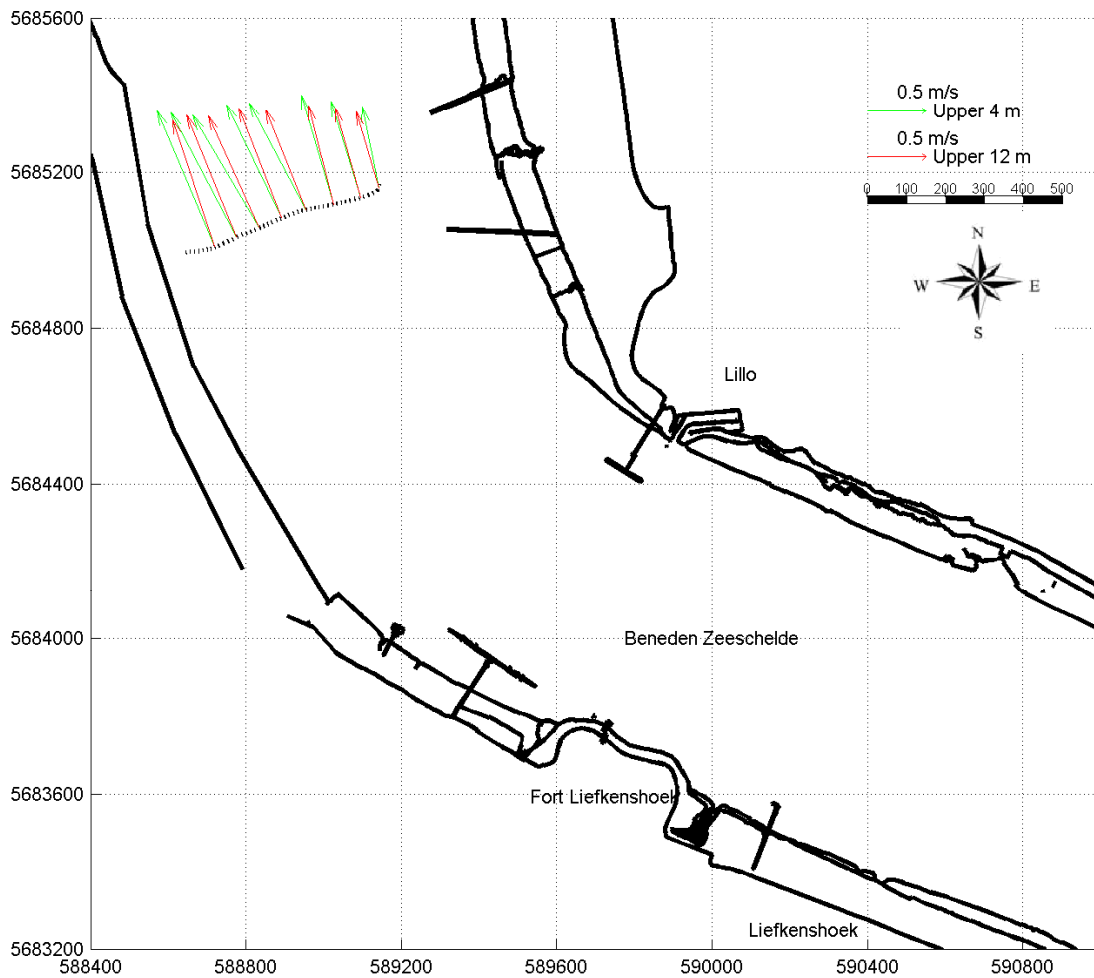 5685600
0.5 m/s
Upper 4 m
0.5 m/s
Upper 12 m
5685200
0 100 200 300 400 500
N
W E
S
5684800
Lillo
5684400
5684000
Beneden Zeeschelde
5683600
Fort Liefkenshoek
Liefkenshoek
5683200
588400 588800 589200 589600 590000 590400 590800